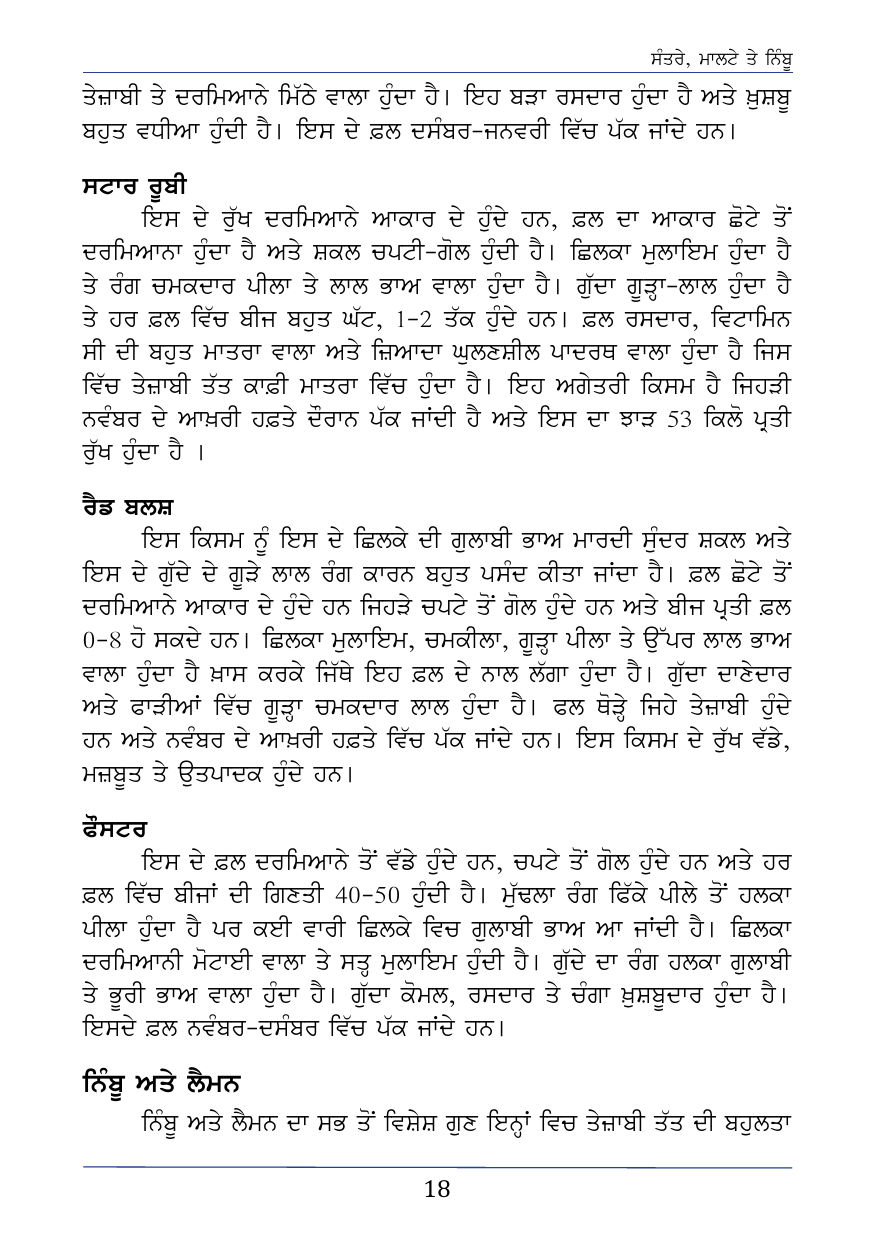 ਸੰਤਰੇ, ਮਾਲਟੇ ਤੇ ਨਿੰਬੂ
ਤੇਜ਼ਾਬੀ ਤੇ ਦਰਮਿਆਨੇ ਮਿੱਠੇ ਵਾਲਾ ਹੁੰਦਾ ਹੈ। ਇਹ ਬੜਾ ਰਸਦਾਰ ਹੁੰਦਾ ਹੈ ਅਤੇ ਖ਼ੁਸ਼ਬੂ
ਬਹੁਤ ਵਧੀਆ ਹੁੰਦੀ ਹੈ। ਇਸ ਦੇ ਫ਼ਲ ਦਸੰਬਰ-ਜਨਵਰੀ ਵਿੱਚ ਪੱਕ ਜਾਂਦੇ ਹਨ।
ਸਟਾਰ ਰੂਬੀ
ਇਸ ਦੇ ਰੁੱਖ ਦਰਮਿਆਨੇ ਆਕਾਰ ਦੇ ਹੁੰਦੇ ਹਨ, ਫ਼ਲ ਦਾ ਆਕਾਰ ਛੋਟੇ ਤੋਂ
ਦਰਮਿਆਨਾ ਹੁੰਦਾ ਹੈ ਅਤੇ ਸ਼ਕਲ ਚਪਟੀ-ਗੋਲ ਹੁੰਦੀ ਹੈ। ਛਿਲਕਾ ਮੁਲਾਇਮ ਹੁੰਦਾ ਹੈ
ਤੇ ਰੰਗ ਚਮਕਦਾਰ ਪੀਲਾ ਤੇ ਲਾਲ ਭਾਅ ਵਾਲਾ ਹੁੰਦਾ ਹੈ। ਗੁੱਦਾ ਗੂੜ੍ਹਾ-ਲਾਲ ਹੁੰਦਾ ਹੈ
ਤੇ ਹਰ ਫ਼ਲ ਵਿੱਚ ਬੀਜ ਬਹੁਤ ਘੱਟ, 1-2 ਤੱਕ ਹੁੰਦੇ ਹਨ। ਫ਼ਲ ਰਸਦਾਰ, ਵਿਟਾਮਿਨ
ਸੀ ਦੀ ਬਹੁਤ ਮਾਤਰਾ ਵਾਲਾ ਅਤੇ ਜ਼ਿਆਦਾ ਘੁਲਣਸ਼ੀਲ ਪਾਦਰਥ ਵਾਲਾ ਹੁੰਦਾ ਹੈ ਜਿਸ
ਵਿੱਚ ਤੇਜ਼ਾਬੀ ਤੱਤ ਕਾਫ਼ੀ ਮਾਤਰਾ ਵਿੱਚ ਹੁੰਦਾ ਹੈ। ਇਹ ਅਗੇਤਰੀ ਕਿਸਮ ਹੈ ਜਿਹੜੀ
ਨਵੰਬਰ ਦੇ ਆਖ਼ਰੀ ਹਫ਼ਤੇ ਦੌਰਾਨ ਪੱਕ ਜਾਂਦੀ ਹੈ ਅਤੇ ਇਸ ਦਾ ਝਾੜ 53 ਕਿਲੋ ਪ੍ਰਤੀ
ਰੁੱਖ ਹੁੰਦਾ ਹੈ ।
ਰੈਡ ਬਲਸ਼
ਇਸ ਕਿਸਮ ਨੂੰ ਇਸ ਦੇ ਛਿਲਕੇ ਦੀ ਗੁਲਾਬੀ ਭਾਅ ਮਾਰਦੀ ਸੁੰਦਰ ਸ਼ਕਲ ਅਤੇ
ਇਸ ਦੇ ਗੁੱਦੇ ਦੇ ਗੂੜੇ ਲਾਲ ਰੰਗ ਕਾਰਨ ਬਹੁਤ ਪਸੰਦ ਕੀਤਾ ਜਾਂਦਾ ਹੈ। ਫ਼ਲ ਛੋਟੇ ਤੋਂ
ਦਰਮਿਆਨੇ ਆਕਾਰ ਦੇ ਹੁੰਦੇ ਹਨ ਜਿਹੜੇ ਚਪਟੇ ਤੋਂ ਗੋਲ ਹੁੰਦੇ ਹਨ ਅਤੇ ਬੀਜ ਪ੍ਰਤੀ ਫ਼ਲ
0-8 ਹੋ ਸਕਦੇ ਹਨ। ਛਿਲਕਾ ਮੁਲਾਇਮ, ਚਮਕੀਲਾ, ਗੂੜ੍ਹਾ ਪੀਲਾ ਤੇ ਉੱਪਰ ਲਾਲ ਭਾਅ
ਵਾਲਾ ਹੁੰਦਾ ਹੈ ਖ਼ਾਸ ਕਰਕੇ ਜਿੱਥੇ ਇਹ ਫ਼ਲ ਦੇ ਨਾਲ ਲੱਗਾ ਹੁੰਦਾ ਹੈ। ਗੁੱਦਾ ਦਾਣੇਦਾਰ
ਅਤੇ ਫਾੜੀਆਂ ਵਿੱਚ ਗੂੜ੍ਹਾ ਚਮਕਦਾਰ ਲਾਲ ਹੁੰਦਾ ਹੈ। ਫਲ ਥੋੜ੍ਹੇ ਜਿਹੇ ਤੇਜ਼ਾਬੀ ਹੁੰਦੇ
ਹਨ ਅਤੇ ਨਵੰਬਰ ਦੇ ਆਖ਼ਰੀ ਹਫ਼ਤੇ ਵਿੱਚ ਪੱਕ ਜਾਂਦੇ ਹਨ। ਇਸ ਕਿਸਮ ਦੇ ਰੁੱਖ ਵੱਡੇ,
ਮਜ਼ਬੂਤ ਤੇ ਉਤਪਾਦਕ ਹੁੰਦੇ ਹਨ।
ਫੌਸਟਰ
ਇਸ ਦੇ ਫ਼ਲ ਦਰਮਿਆਨੇ ਤੋਂ ਵੱਡੇ ਹੁੰਦੇ ਹਨ, ਚਪਟੇ ਤੋਂ ਗੋਲ ਹੁੰਦੇ ਹਨ ਅਤੇ ਹਰ
ਫ਼ਲ ਵਿੱਚ ਬੀਜਾਂ ਦੀ ਗਿਣਤੀ 40-50 ਹੁੰਦੀ ਹੈ। ਮੁੱਢਲਾ ਰੰਗ ਫਿੱਕੇ ਪੀਲੇ ਤੋਂ ਹਲਕਾ
ਪੀਲਾ ਹੁੰਦਾ ਹੈ ਪਰ ਕਈ ਵਾਰੀ ਛਿਲਕੇ ਵਿਚ ਗੁਲਾਬੀ ਭਾਅ ਆ ਜਾਂਦੀ ਹੈ। ਛਿਲਕਾ
ਦਰਮਿਆਨੀ ਮੋਟਾਈ ਵਾਲਾ ਤੇ ਸਤ੍ਹ ਮੁਲਾਇਮ ਹੁੰਦੀ ਹੈ। ਗੁੱਦੇ ਦਾ ਰੰਗ ਹਲਕਾ ਗੁਲਾਬੀ
ਤੇ ਭੂਰੀ ਭਾਅ ਵਾਲਾ ਹੁੰਦਾ ਹੈ। ਗੁੱਦਾ ਕੋਮਲ, ਰਸਦਾਰ ਤੇ ਚੰਗਾ ਖ਼ੁਸ਼ਬੂਦਾਰ ਹੁੰਦਾ ਹੈ।
ਇਸਦੇ ਫ਼ਲ ਨਵੰਬਰ-ਦਸੰਬਰ ਵਿੱਚ ਪੱਕ ਜਾਂਦੇ ਹਨ।
ਨਿੰਬੂ ਅਤੇ ਲੈਮਨ
ਨਿੰਬੂ ਅਤੇ ਲੈਮਨ ਦਾ ਸਭ ਤੋਂ ਵਿਸ਼ੇਸ਼ ਗੁਣ ਇਨ੍ਹਾਂ ਵਿਚ ਤੇਜ਼ਾਬੀ ਤੱਤ ਦੀ ਬਹੁਲਤਾ
18